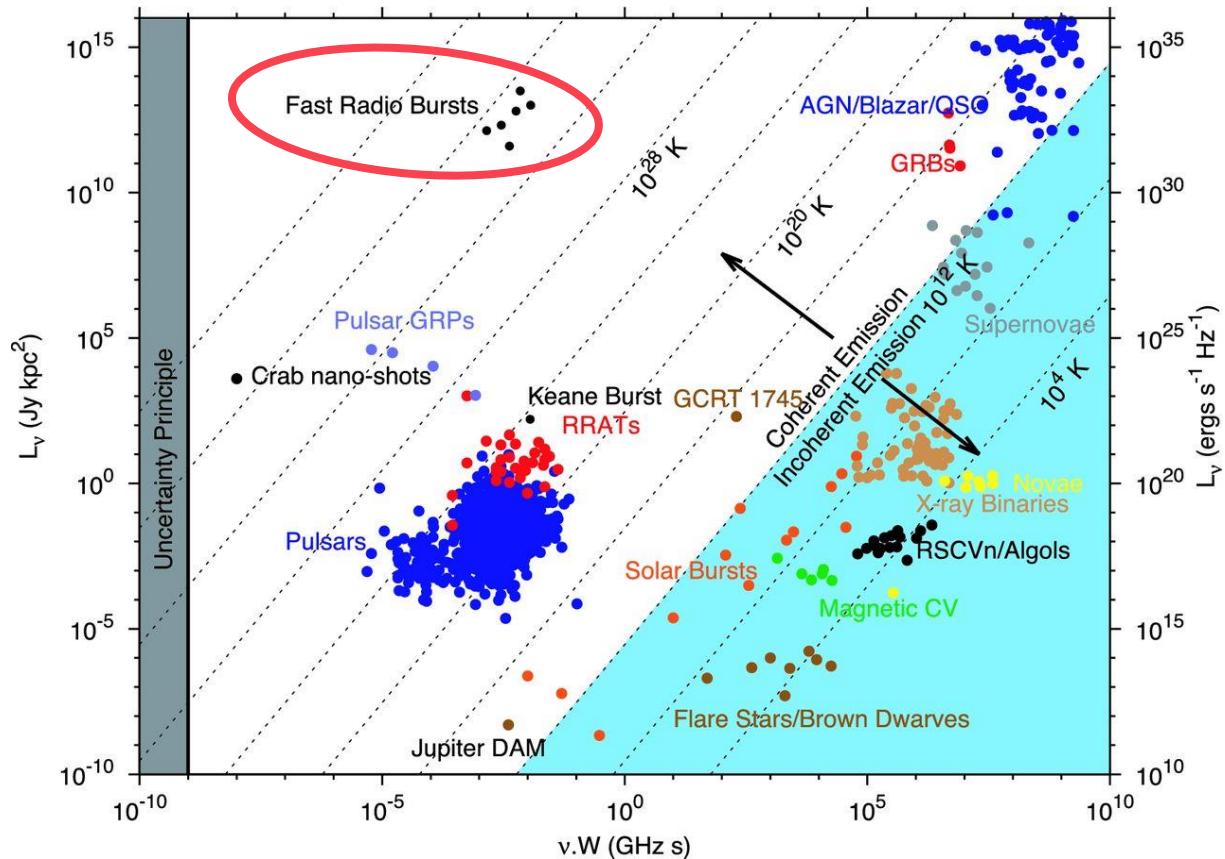 10^15
10^10
10^5
10^0
10^-5
10^-10
L_ν (Jy kpc^2)
10^35
10^30
10^25
10^20
10^15
10^10
L_ν (ergs s^-1 Hz^-1)
Uncertainty Principle
Fast Radio Bursts
AGN/Blazar/QSO
GRBs
10^28 K
10^20 K
Coherent Emission
Incoherent Emission 10^12 K
Supernovae
10^4 K
Pulsar GRPs
Crab nano-shots
Keane Burst
RRATs
GCRT 1745
Pulsars
Novae
X-ray Binaries
RSCVn/Algols
Solar Bursts
Magnetic CV
Flare Stars/Brown Dwarves
Jupiter DAM
10^-10
10^-5
10^0
10^5
10^10
ν.W (GHz s)